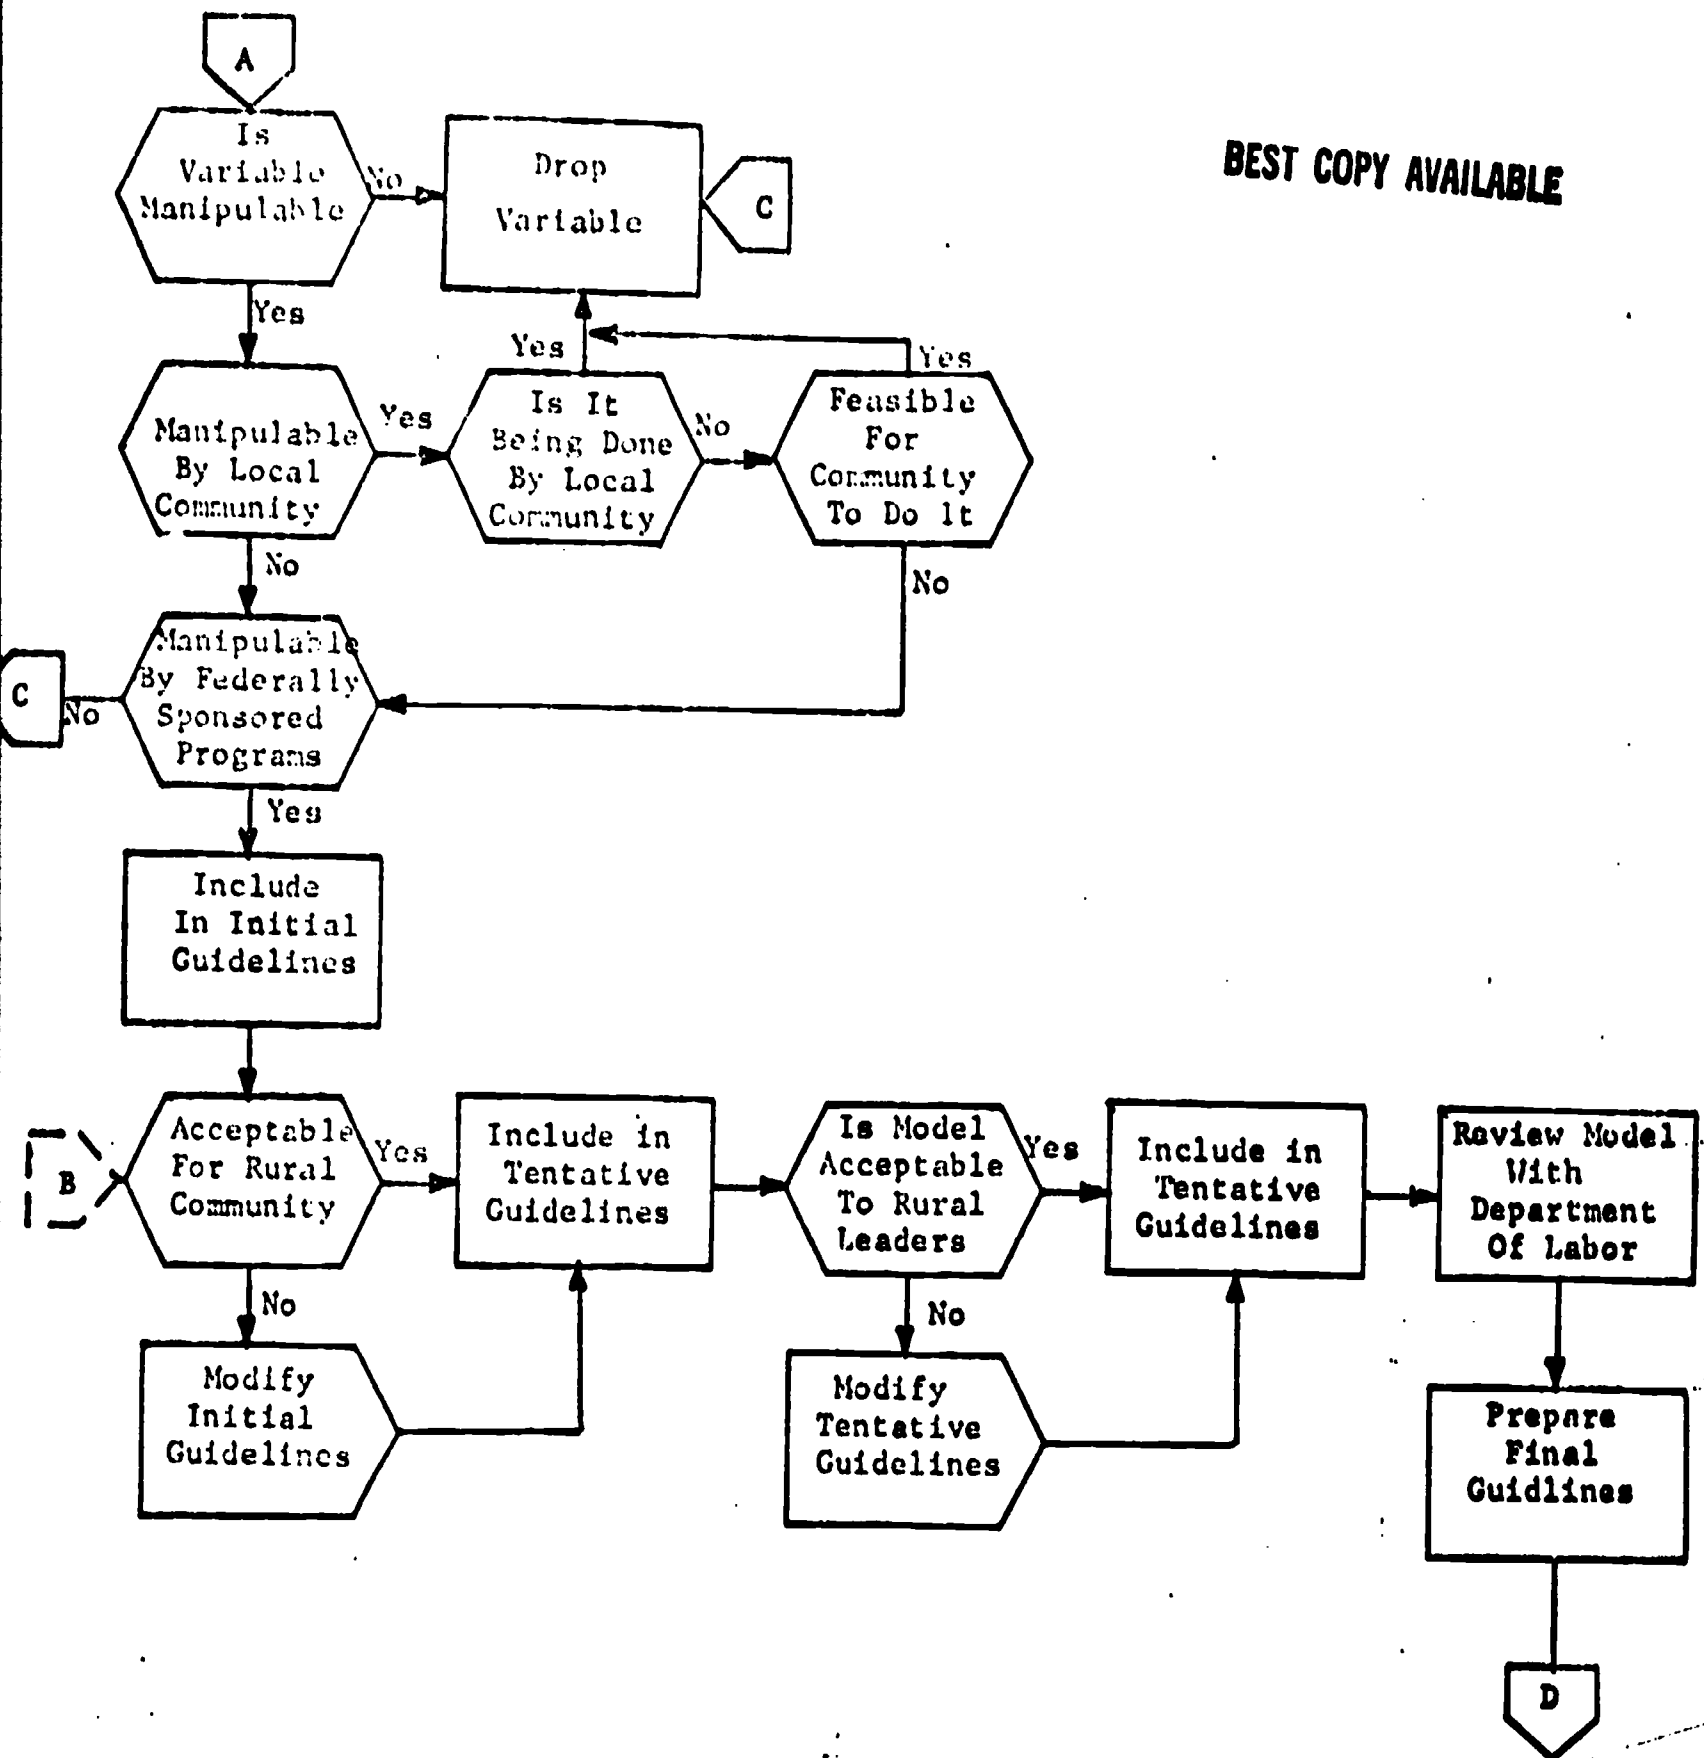 A
BEST COPY AVAILABLE
Is
Variable
Manipulable
No
Drop
Variable
C
Yes
Manipulable
By Local
Community
Yes
Is It
Being Done
By Local
Community
Yes
No
Feasible
For
Community
To Do It
Yes
No
No
C
No
Manipulable
By Federally
Sponsored
Programs
Yes
Include
In Initial
Guidelines
B
Acceptable
For Rural
Community
Yes
Include in
Tentative
Guidelines
Is Model
Acceptable
To Rural
Leaders
Yes
Include in
Tentative
Guidelines
Review Model
With
Department
Of Labor
No
Modify
Initial
Guidelines
No
Modify
Tentative
Guidelines
Prepare
Final
Guidlines
D